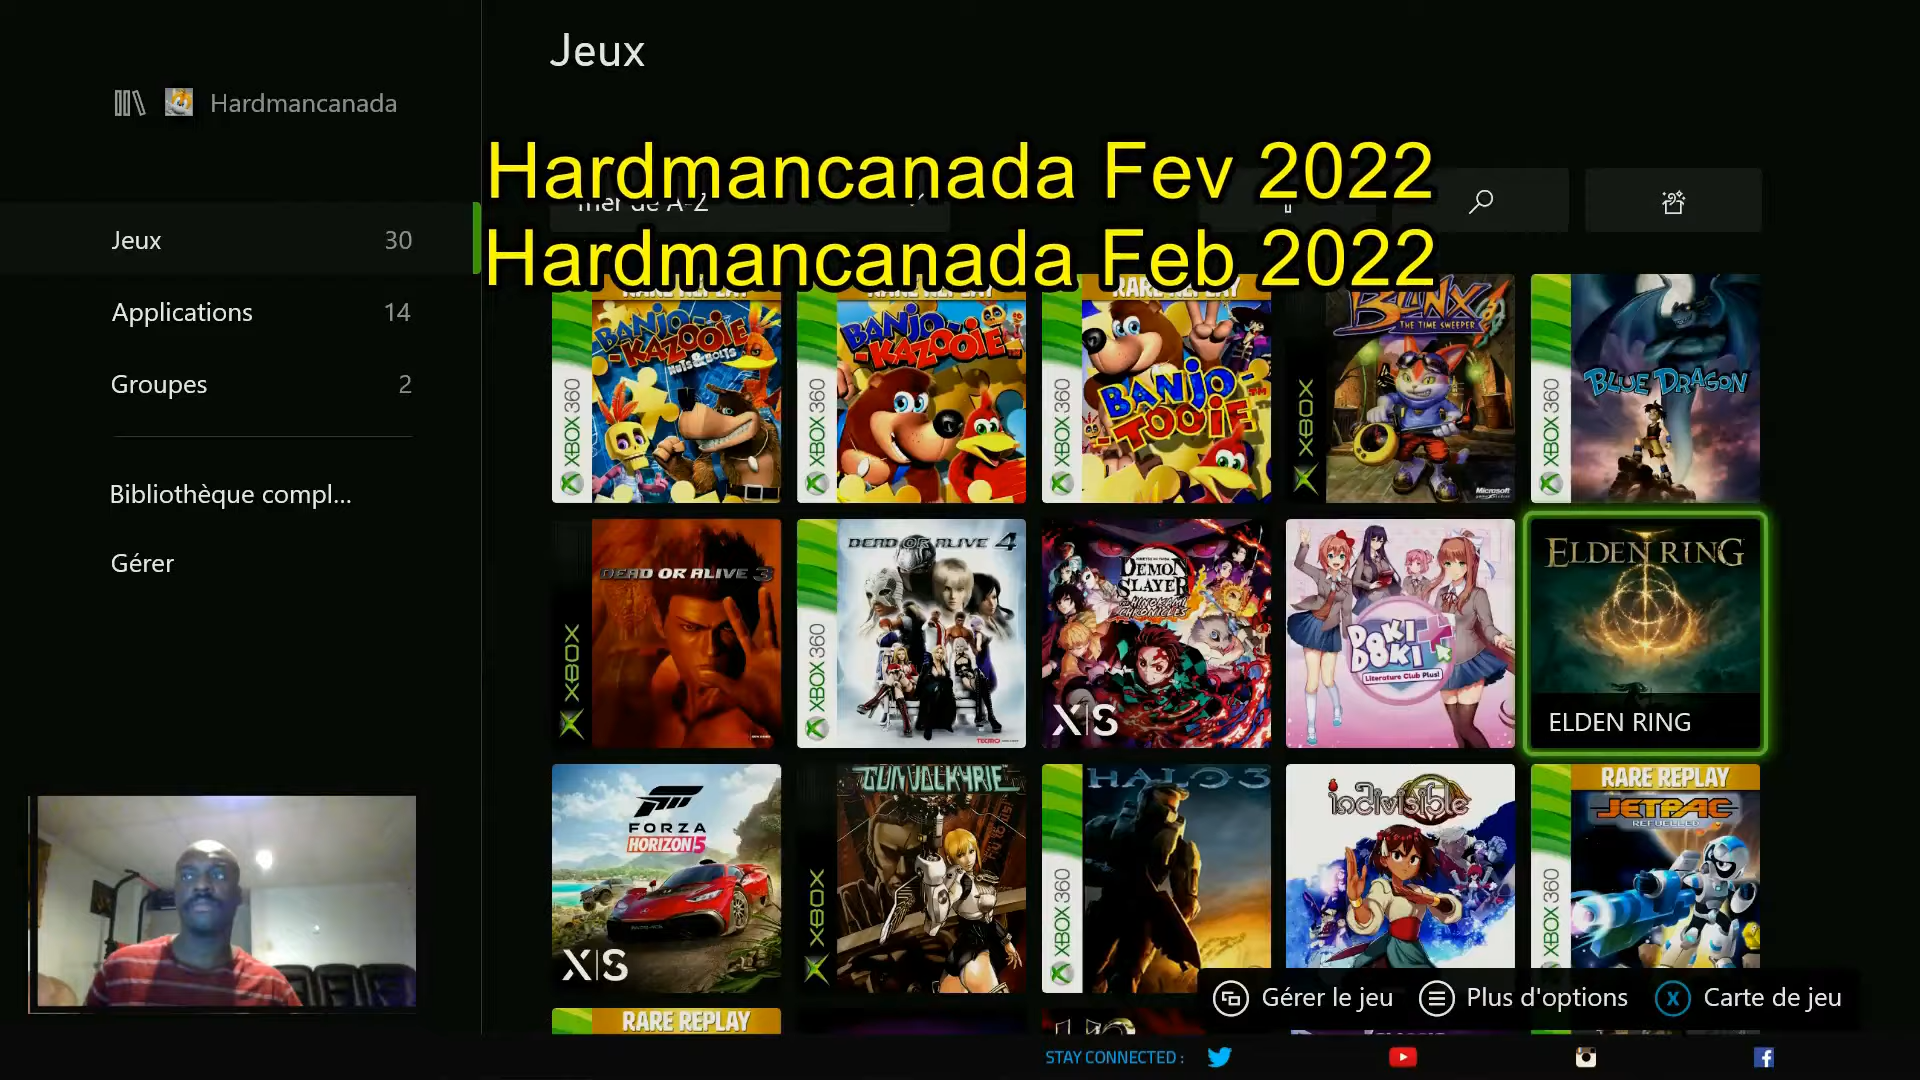 Jeux
Hardmancanada
Hardmancanada Fev 2022
Hardmancanada Feb 2022
Jeux 30
Applications 14
Groupes 2
Bibliothèque compl...
Gérer
XBOX 360
BANJO-KAZOOIE
NUTS&BOLTS
XBOX 360
BANJO-KAZOOIE
RARE REPLAY
XBOX 360
BANJO-TOOIE
XBOX
BLINX
THE TIME SWEEPER
Microsoft
XBOX 360
BLUE DRAGON
XBOX
DEAD OR ALIVE 3
XBOX 360
DEAD OR ALIVE 4
TECMO
DEMON SLAYER
X|S
DOKI DOKI
Literature Club Plus!
ELDEN RING
ELDEN RING
FORZA
HORIZON 5
X|S
XBOX
GUNVALKYRIE
XBOX 360
HALO 3
indivisible
RARE REPLAY
XBOX 360
JETPAC
REFUELLED
RARE REPLAY
Gérer le jeu
Plus d'options
X Carte de jeu
STAY CONNECTED :